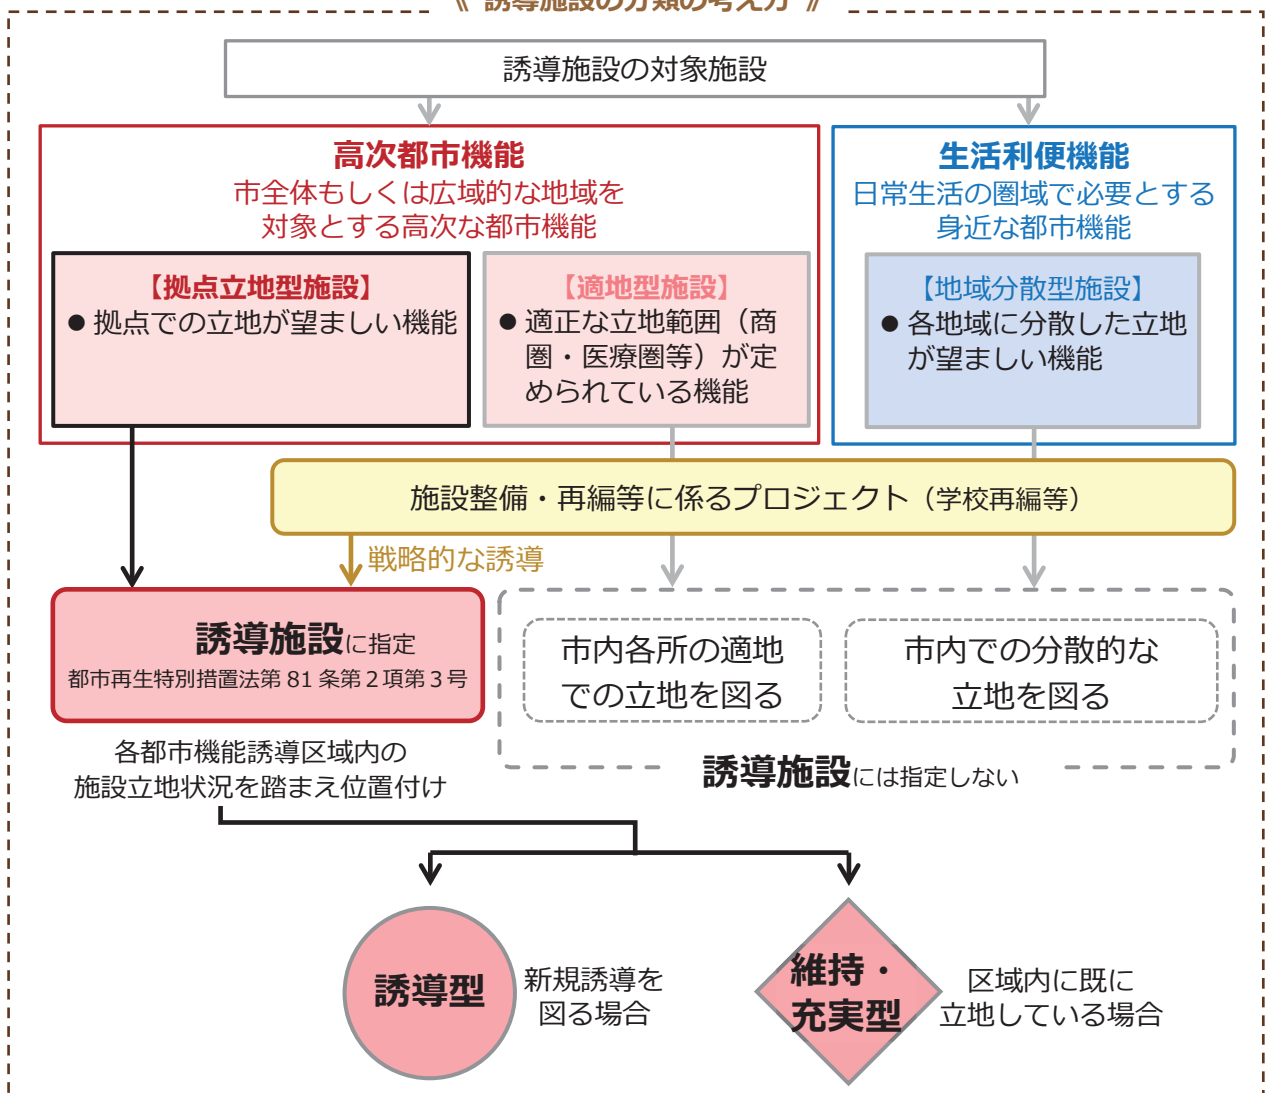 《 誘導施設の分類の考え方 》
誘導施設の対象施設
高次都市機能
市全体もしくは広域的な地域を
対象とする高次な都市機能
【拠点立地型施設】
● 拠点での立地が望ましい機能
【適地型施設】
● 適正な立地範囲（商
圏・医療圏等）が定
められている機能
生活利便機能
日常生活の圏域で必要とする
身近な都市機能
【地域分散型施設】
● 各地域に分散した立地
が望ましい機能
施設整備・再編等に係るプロジェクト（学校再編等）
戦略的な誘導
誘導施設に指定
都市再生特別措置法第 81 条第２項第３号
市内各所の適地
での立地を図る
市内での分散的な
立地を図る
誘導施設には指定しない
各都市機能誘導区域内の
施設立地状況を踏まえ位置付け
誘導型
新規誘導を
図る場合
維持・
充実型
区域内に既に
立地している場合